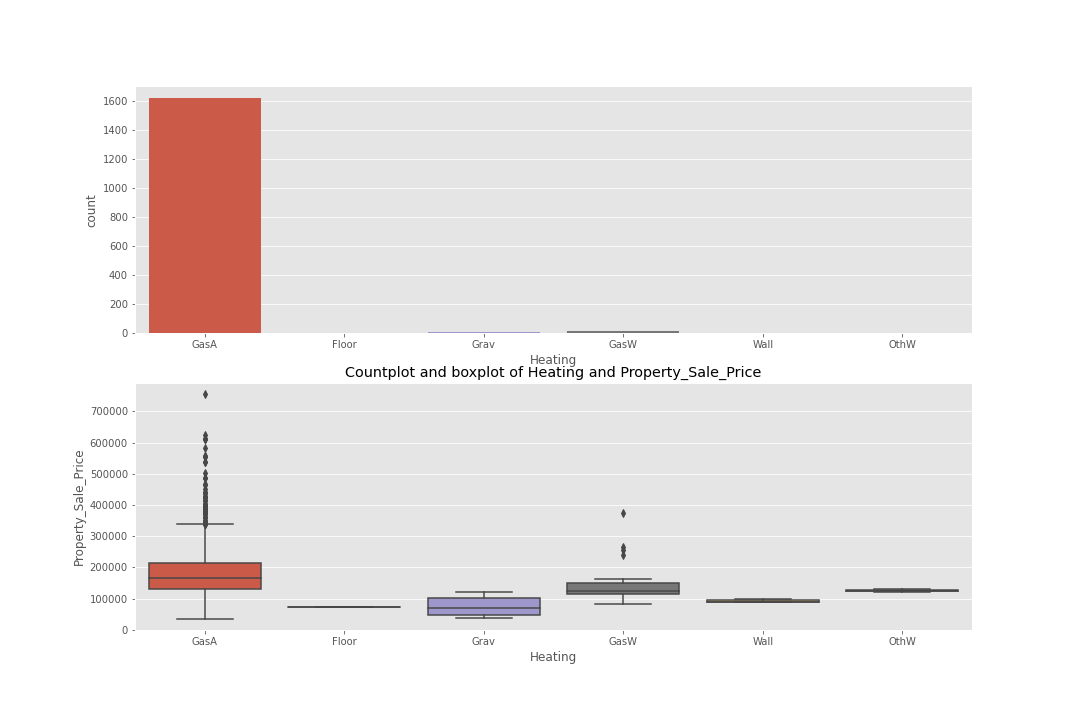 1600
1400
1200
1000
800
600
400
200
0
count
GasA Floor Grav GasW Wall OthW
Heating
Countplot and boxplot of Heating and Property_Sale_Price
700000
600000
500000
400000
300000
200000
100000
0
Property_Sale_Price
GasA Floor Grav GasW Wall OthW
Heating